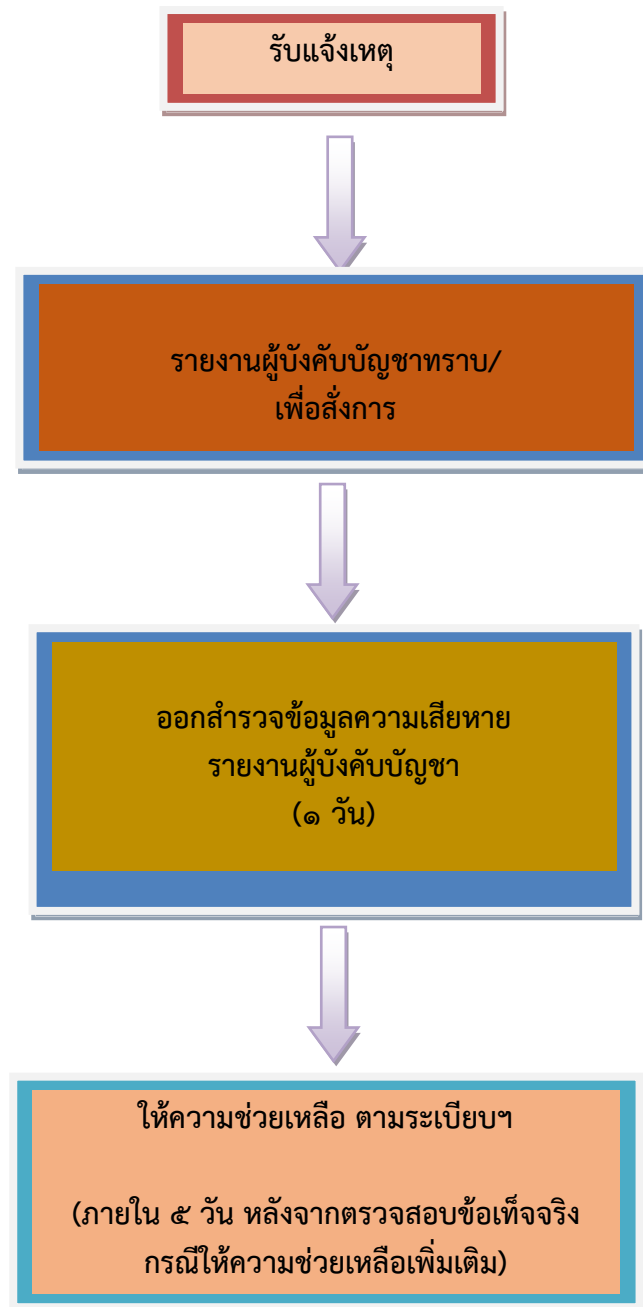 รับแจ้งเหตุ
รายงานผู้บังคับบัญชาทราบ/
เพื่อสั่งการ
ออกสำรวจข้อมูลความเสียหาย
รายงานผู้บังคับบัญชา
(๑ วัน)
ให้ความช่วยเหลือ ตามระเบียบฯ
(ภายใน ๕ วัน หลังจากตรวจสอบข้อเท็จจริง
กรณีให้ความช่วยเหลือเพิ่มเติม)